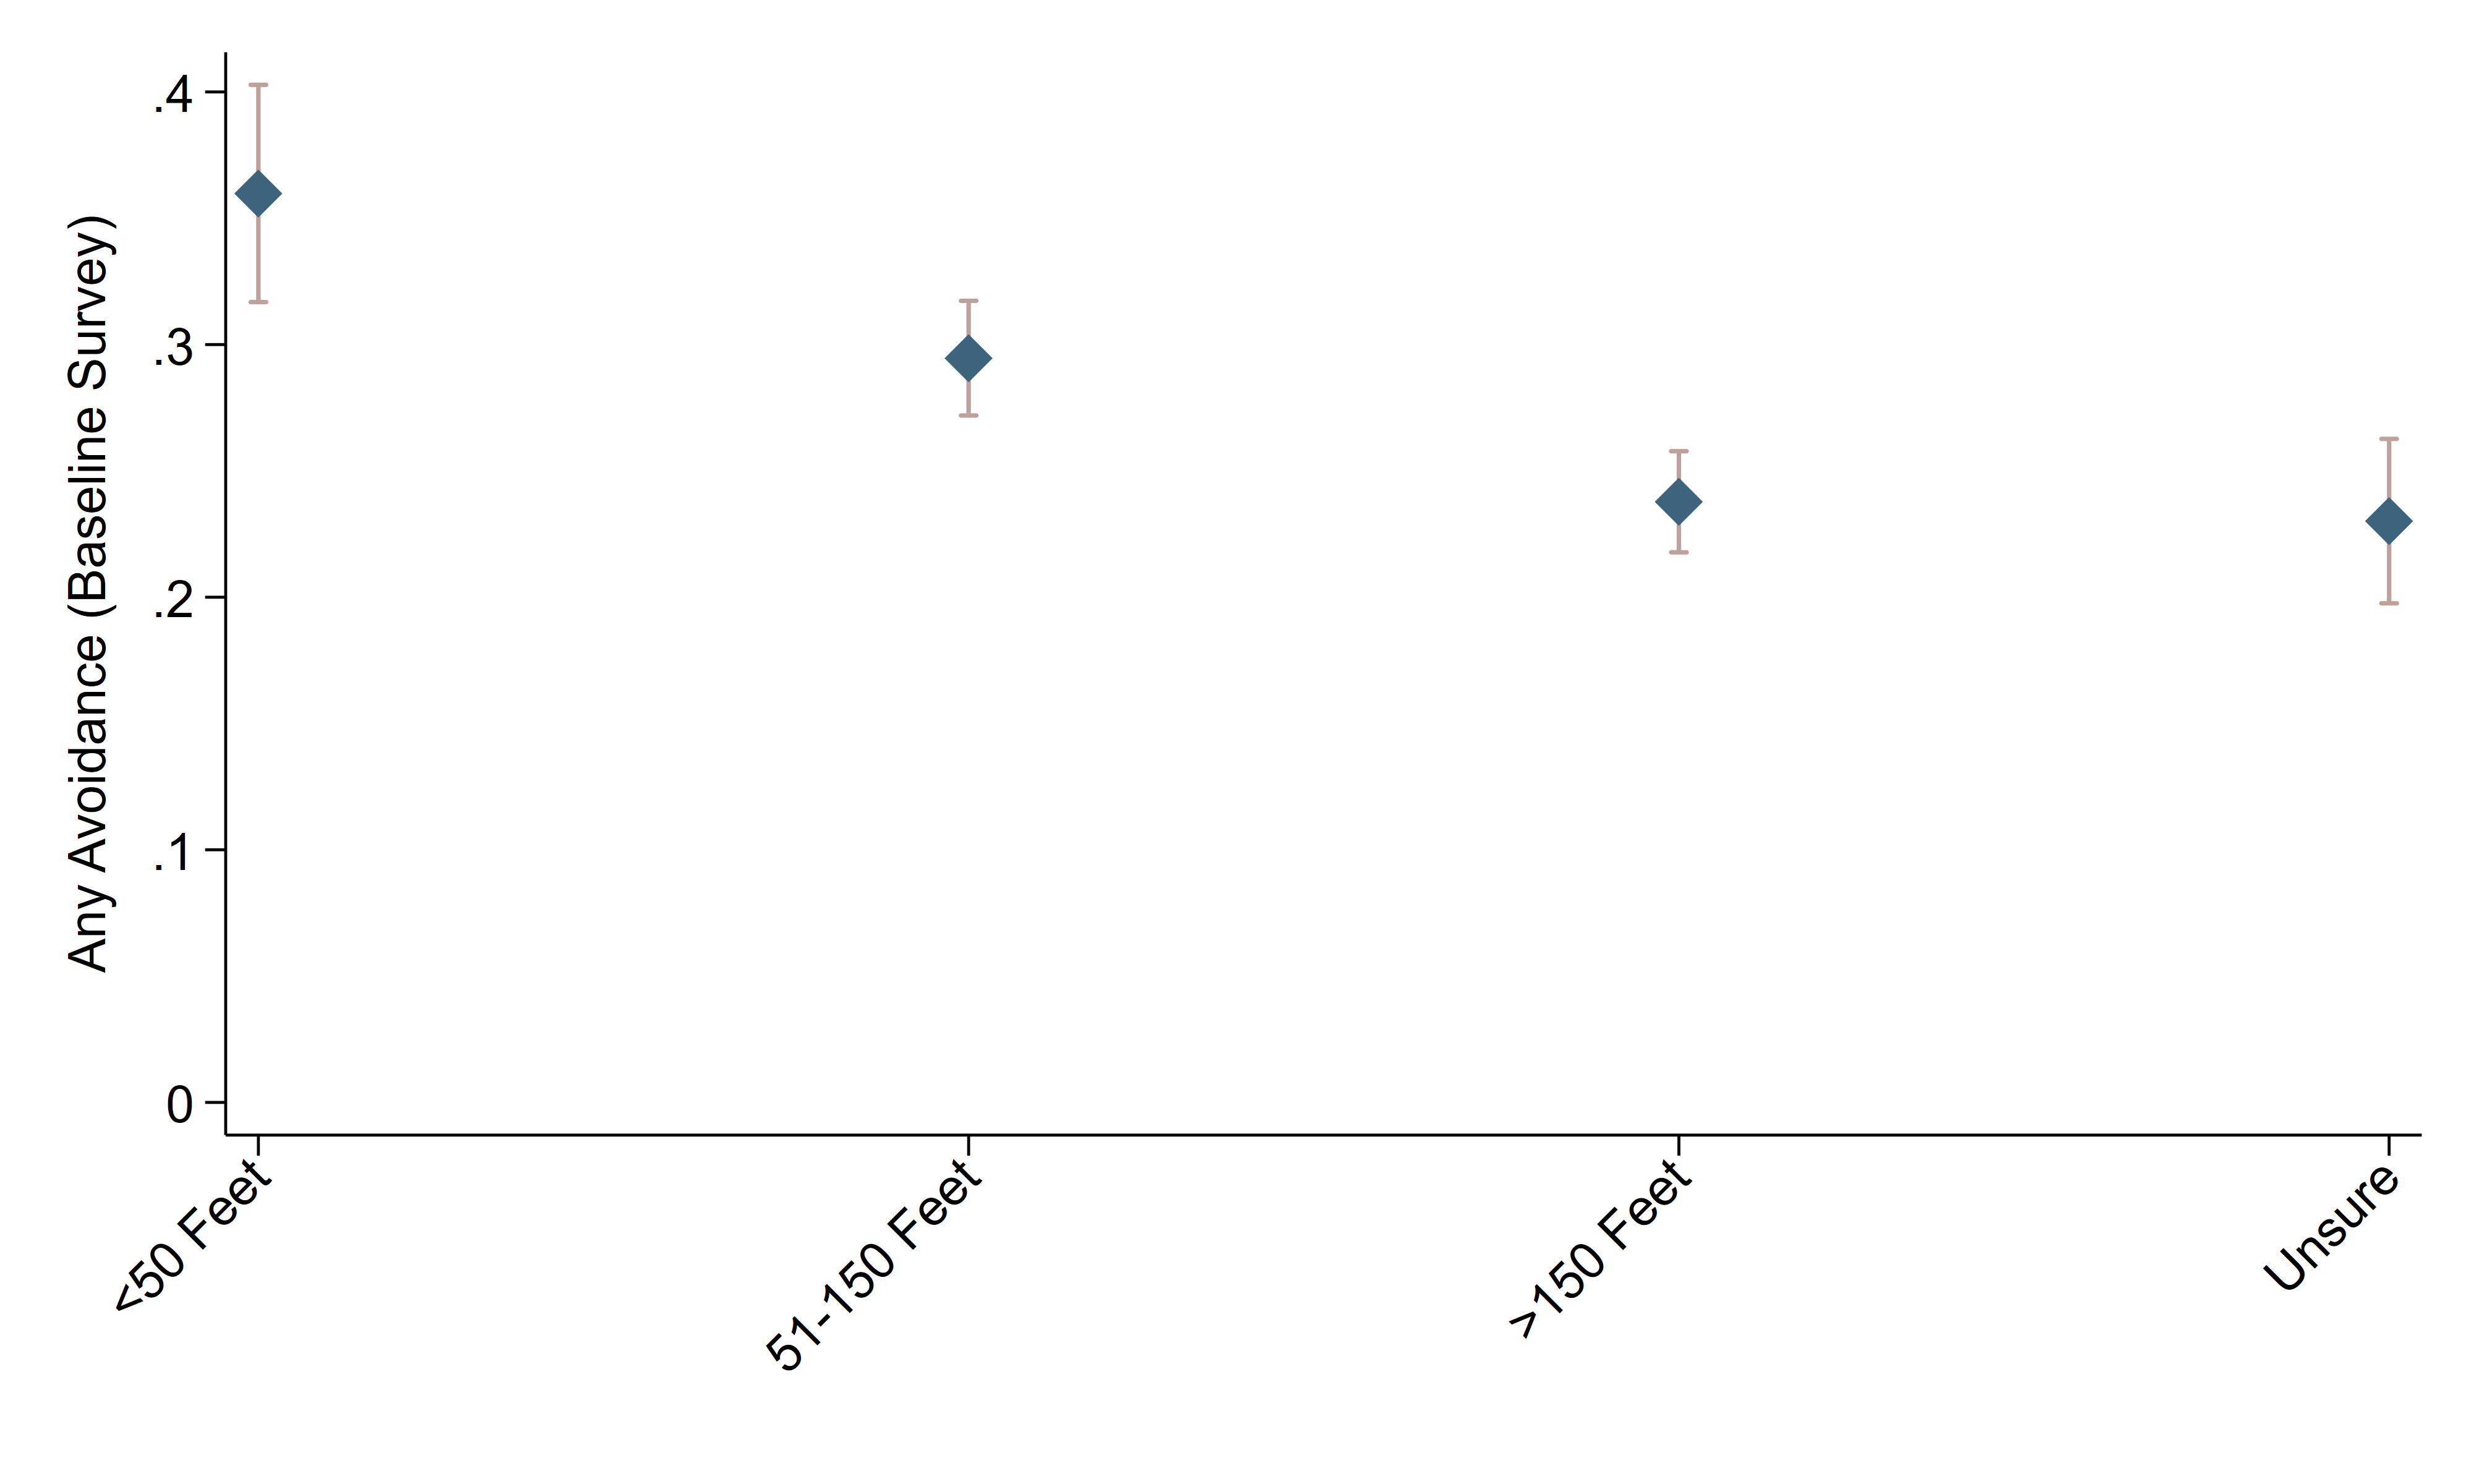 Any Avoidance (Baseline Survey)
.4
.3
.2
.1
0
<50 Feet
51-150 Feet
>150 Feet
Unsure